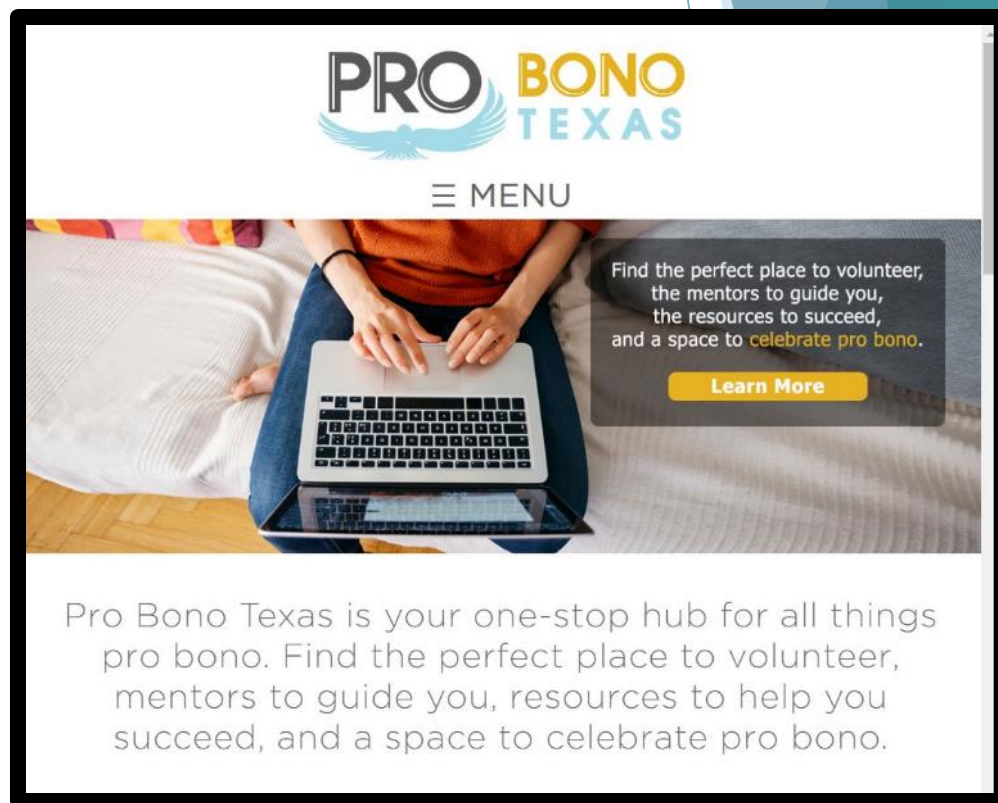 PRO BONO
TEXAS
☰ MENU
Find the perfect place to volunteer,
the mentors to guide you,
the resources to succeed,
and a space to celebrate pro bono.
Learn More
Pro Bono Texas is your one-stop hub for all things
pro bono. Find the perfect place to volunteer,
mentors to guide you, resources to help you
succeed, and a space to celebrate pro bono.